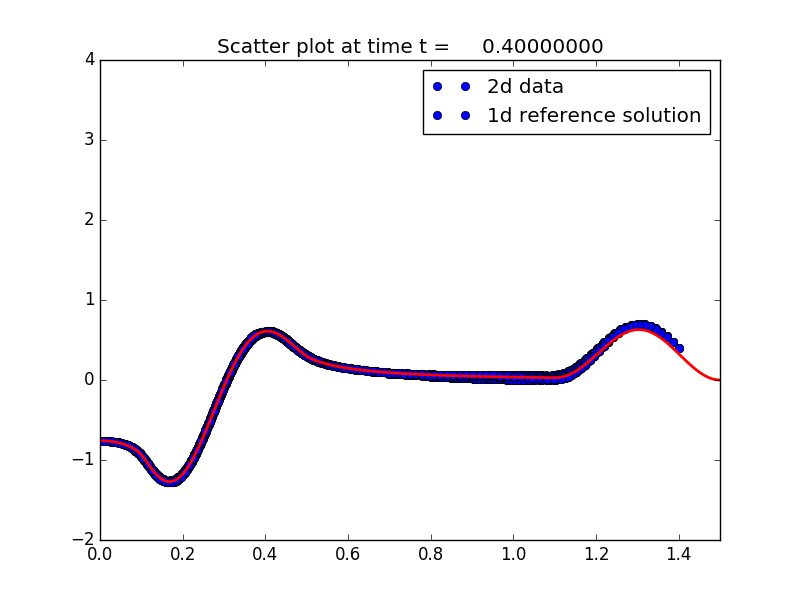 Scatter plot at time t =     0.40000000
4
2d data
1d reference solution
3
2
1
0
−1
−2
0.0 0.2 0.4 0.6 0.8 1.0 1.2 1.4